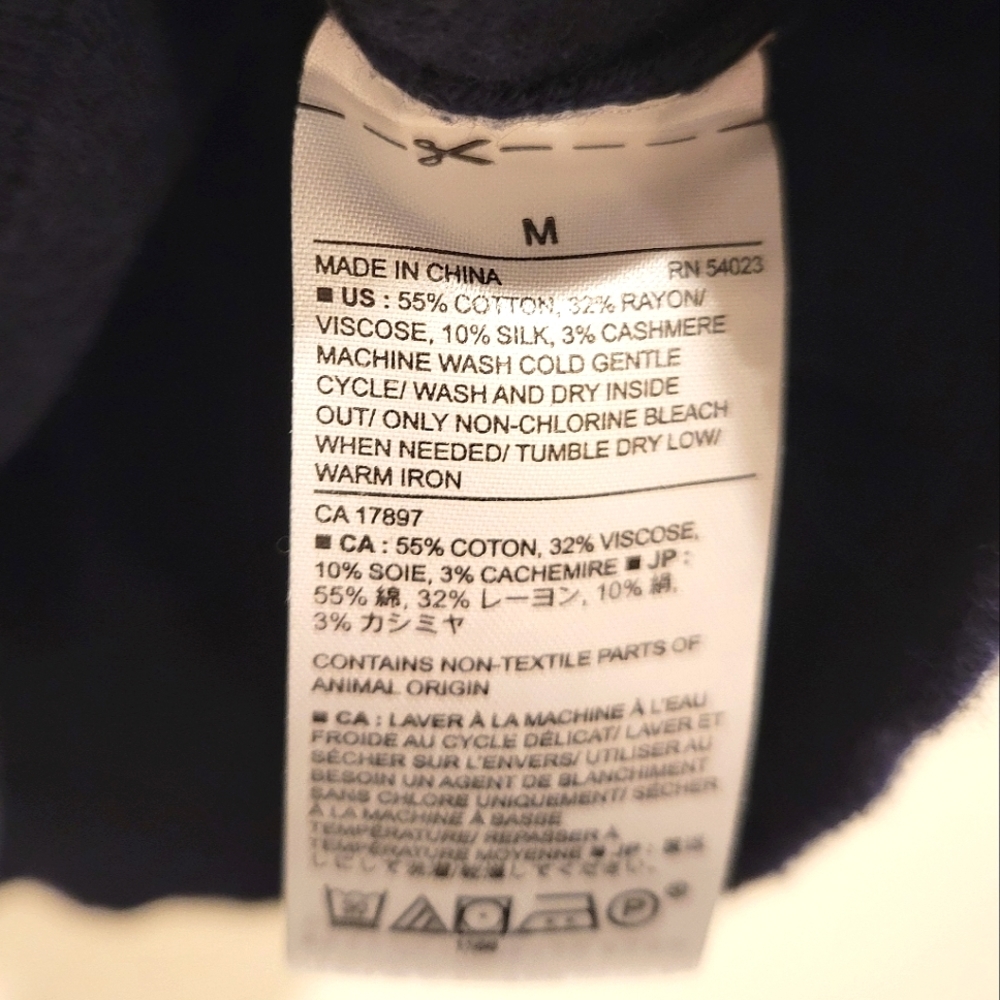 M
MADE IN CHINA RN 54023
■ US : 55% COTTON, 32% RAYON/
VISCOSE, 10% SILK, 3% CASHMERE
MACHINE WASH COLD GENTLE
CYCLE/ WASH AND DRY INSIDE
OUT/ ONLY NON-CHLORINE BLEACH
WHEN NEEDED/ TUMBLE DRY LOW/
WARM IRON
CA 17897
■ CA : 55% COTON, 32% VISCOSE,
10% SOIE, 3% CACHEMIRE ■ JP :
55% 綿, 32% レーヨン, 10% 絹,
3% カシミヤ
CONTAINS NON-TEXTILE PARTS OF
ANIMAL ORIGIN
■ CA : LAVER À LA MACHINE À L'EAU
FROIDE AU CYCLE DÉLICAT/ LAVER ET
SÉCHER SUR L'ENVERS/ UTILISER AU
BESOIN UN AGENT DE BLANCHIMENT
SANS CHLORE UNIQUEMENT/ SÉCHER
À LA MACHINE À BASSE
TEMPÉRATURE/ REPASSER À
TEMPÉRATURE MOYENNE ■ JP :
P